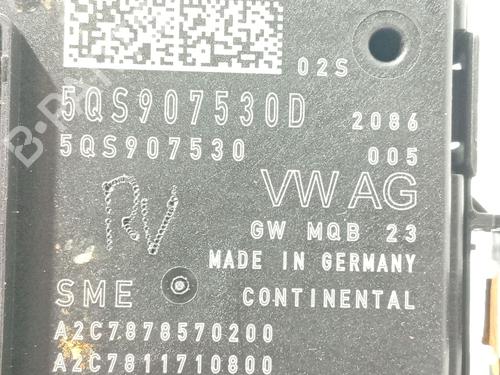 02S
5QS907530D 2086
5QS907530 005
VW AG
RV
GW MQB 23
MADE IN GERMANY
SME CONTINENTAL
A2C7878570200
A2C7811710800